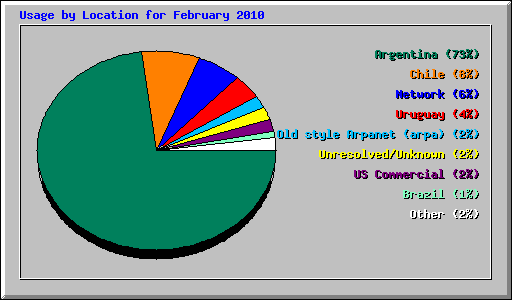 Usage by Location for February 2010
Argentina (73%)
Chile (8%)
Network (6%)
Uruguay (4%)
Old style Arpanet (arpa) (2%)
Unresolved/Unknown (2%)
US Commercial (2%)
Brazil (1%)
Other (2%)